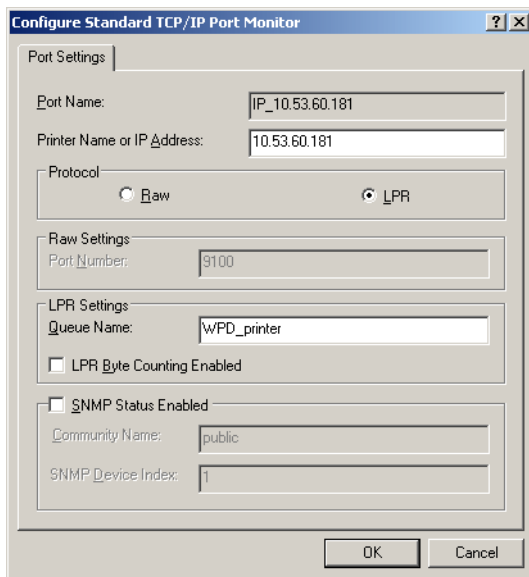 Configure Standard TCP/IP Port Monitor
Port Settings
Port Name: IP_10.53.60.181
Printer Name or IP Address: 10.53.60.181
Protocol
Raw LPR
Raw Settings
Port Number: 9100
LPR Settings
Queue Name: WPD_printer
LPR Byte Counting Enabled
SNMP Status Enabled
Community Name: public
SNMP Device Index: 1
OK Cancel